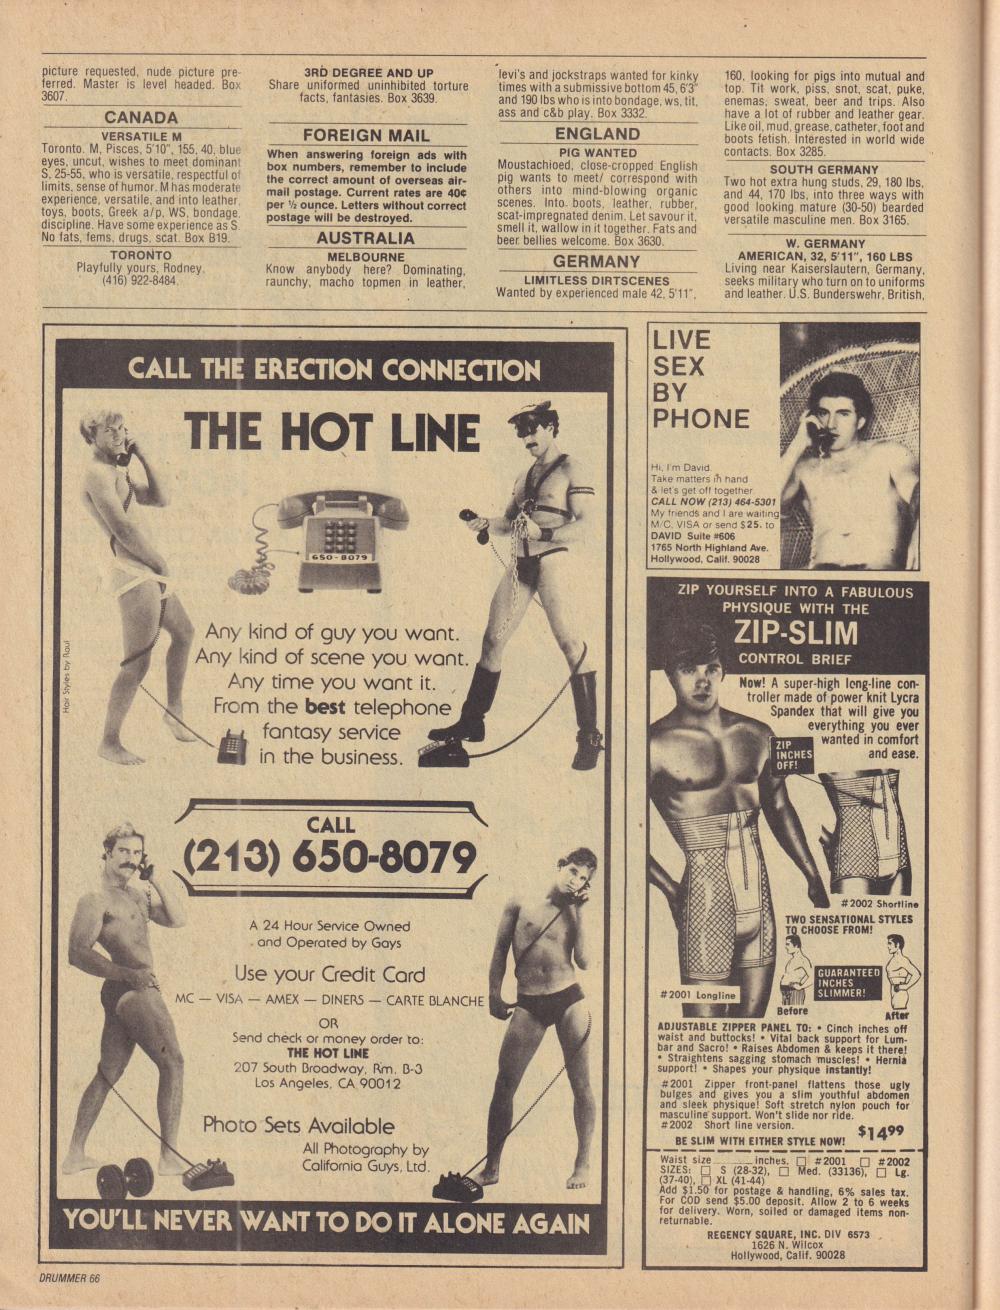 picture requested, nude picture pre-
ferred. Master is level headed. Box
3607.
CANADA
VERSATILE M
Toronto. M, Pisces, 5'10", 155, 40, blue
eyes, uncut, wishes to meet dominant
S, 25-55, who is versatile, respectful of
limits, sense of humor. M has moderate
experience, versatile, and into leather,
toys, boots, Greek a/p, WS, bondage,
discipline. Have some experience as S.
No fats, fems, drugs, scat. Box B19.
TORONTO
Playfully yours, Rodney.
(416) 922-8484.
3RD DEGREE AND UP
Share uniformed uninhibited torture
facts, fantasies. Box 3639.
FOREIGN MAIL
When answering foreign ads with
box numbers, remember to include
the correct amount of overseas air-
mail postage. Current rates are 40¢
per ½ ounce. Letters without correct
postage will be destroyed.
AUSTRALIA
MELBOURNE
Know anybody here? Dominating,
raunchy, macho topmen in leather,
levi's and jockstraps wanted for kinky
times with a submissive bottom 45, 6'3"
and 190 lbs who is into bondage, ws, tit,
ass and c&b play. Box 3332.
ENGLAND
PIG WANTED
Moustachioed, close-cropped English
pig wants to meet/ correspond with
others into mind-blowing organic
scenes. Into boots, leather, rubber,
scat-impregnated denim. Let savour it,
smell it, wallow in it together. Fats and
beer bellies welcome. Box 3630.
GERMANY
LIMITLESS DIRTSCENES
Wanted by experienced male 42, 5'11",
160, looking for pigs into mutual and
top. Tit work, piss, snot, scat, puke,
enemas, sweat, beer and trips. Also
have a lot of rubber and leather gear.
Like oil, mud, grease, catheter, foot and
boots fetish. Interested in world wide
contacts. Box 3285.
SOUTH GERMANY
Two hot extra hung studs, 29, 180 lbs,
and 44, 170 lbs, into three ways with
good looking mature (30-50) bearded
versatile masculine men. Box 3165.
W. GERMANY
AMERICAN, 32, 5'11", 160 LBS
Living near Kaiserslautern, Germany,
seeks military who turn on to uniforms
and leather. U.S. Bunderswehr, British,
CALL THE ERECTION CONNECTION
THE HOT LINE
650-8079
Any kind of guy you want.
Any kind of scene you want.
Any time you want it.
From the best telephone
fantasy service
in the business.
Hair Styles by Raul
CALL
(213) 650-8079
A 24 Hour Service Owned
and Operated by Gays
Use your Credit Card
MC — VISA — AMEX — DINERS — CARTE BLANCHE
OR
Send check or money order to:
THE HOT LINE
207 South Broadway, Rm. B-3
Los Angeles, CA 90012
Photo Sets Available
All Photography by
California Guys, Ltd.
YOU'LL NEVER WANT TO DO IT ALONE AGAIN
LIVE
SEX
BY
PHONE
Hi, I'm David.
Take matters in hand
& let's get off together
CALL NOW (213) 464-5301
My friends and I are waiting
M/C, VISA or send $25. to
DAVID Suite #606
1765 North Highland Ave.
Hollywood, Calif. 90028
ZIP YOURSELF INTO A FABULOUS
PHYSIQUE WITH THE
ZIP-SLIM
CONTROL BRIEF
Now! A super-high long-line con-
troller made of power knit Lycra
Spandex that will give you
everything you ever
wanted in comfort
and ease.
ZIP
INCHES
OFF!
#2002 Shortline
TWO SENSATIONAL STYLES
TO CHOOSE FROM!
GUARANTEED
INCHES
SLIMMER!
#2001 Longline
Before
After
ADJUSTABLE ZIPPER PANEL TO: • Cinch inches off
waist and buttocks! • Vital back support for Lum-
bar and Sacro! • Raises Abdomen & keeps it there!
• Straightens sagging stomach muscles! • Hernia
support! • Shapes your physique instantly!
#2001 Zipper front-panel flattens those ugly
bulges and gives you a slim youthful abdomen
and sleek physique! Soft stretch nylon pouch for
masculine support. Won't slide nor ride.
#2002 Short line version.
$14.99
BE SLIM WITH EITHER STYLE NOW!
Waist size ______ inches. □ #2001 □ #2002
SIZES: □ S (28-32), □ Med. (33136), □ Lg.
(37-40), □ XL (41-44)
Add $1.50 for postage & handling, 6% sales tax.
For COD send $5.00 deposit. Allow 2 to 6 weeks
for delivery. Worn, soiled or damaged items non-
returnable.
REGENCY SQUARE, INC. DIV 6573
1626 N. Wilcox
Hollywood, Calif. 90028
DRUMMER 66